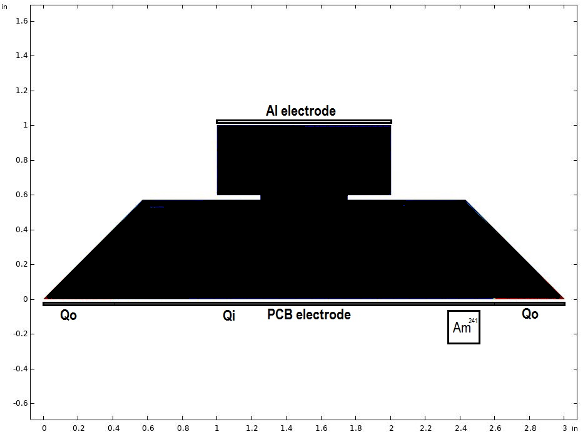 in
1.6
1.4
1.2
Al electrode
1
0.8
0.6
0.4
0.2
0
Qo Qi PCB electrode Qo
Am241
-0.2
-0.4
-0.6
0 0.2 0.4 0.6 0.8 1 1.2 1.4 1.6 1.8 2 2.2 2.4 2.6 2.8 3 in